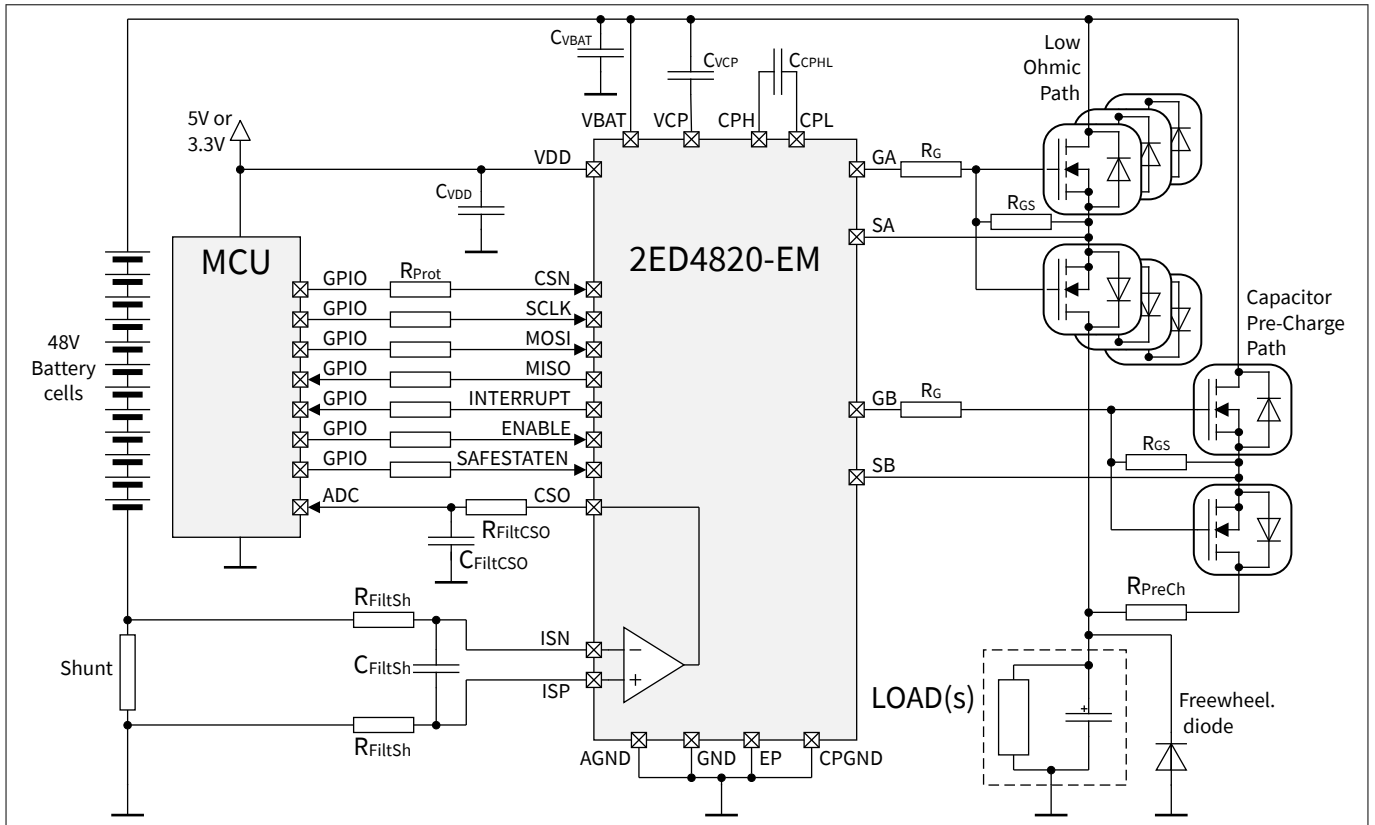 CVBAT
CVCP
CCPHL
Low
Ohmic
Path
5V or
3.3V
VBAT
VCP
CPH
CPL
VDD
CVDD
GA
RG
RGS
SA
MCU
2ED4820-EM
GPIO
RProt
CSN
GPIO
SCLK
GPIO
MOSI
GPIO
MISO
GPIO
INTERRUPT
GPIO
ENABLE
GPIO
SAFESTATEN
ADC
CSO
RFiltCSO
CFiltCSO
48V
Battery
cells
Capacitor
Pre-Charge
Path
GB
RG
RGS
SB
RPreCh
RFiltSh
ISN
−
Shunt
CFiltSh
+
ISP
RFiltSh
LOAD(s)
+
Freewheel.
diode
AGND
GND
EP
CPGND